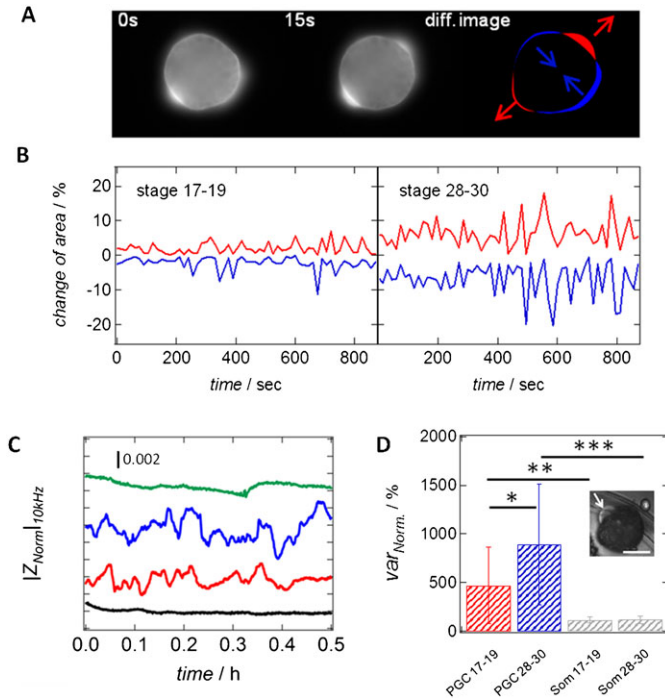 A
0s 15s diff. image
B
change of area / %
20
10
0
-10
-20
stage 17-19 stage 28-30
0 200 400 600 800 200 400 600 800
time / sec
C
0.002
|Z_Norm|_10kHz
0.0 0.1 0.2 0.3 0.4 0.5
time / h
D
var_Norm. / %
2000
1500
1000
500
0
***
**
*
PGC 17-19
PGC 28-30
Som 17-19
Som 28-30